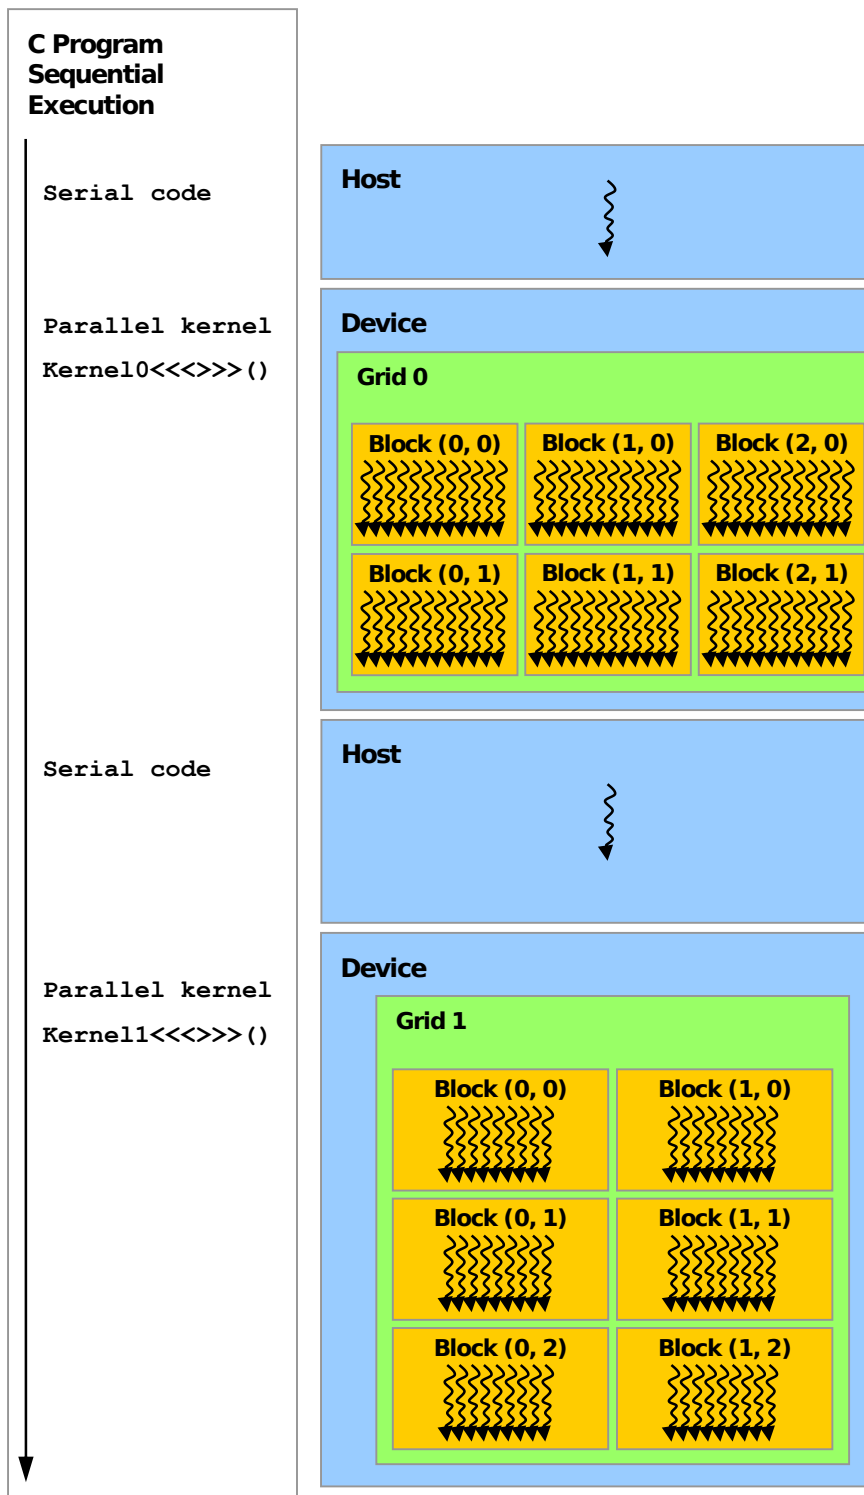 C Program
Sequential
Execution
Serial code
Host
Parallel kernel
Kernel0<<<>>>()
Device
Grid 0
Block (0, 0)
Block (1, 0)
Block (2, 0)
Block (0, 1)
Block (1, 1)
Block (2, 1)
Serial code
Host
Parallel kernel
Kernel1<<<>>>()
Device
Grid 1
Block (0, 0)
Block (1, 0)
Block (0, 1)
Block (1, 1)
Block (0, 2)
Block (1, 2)